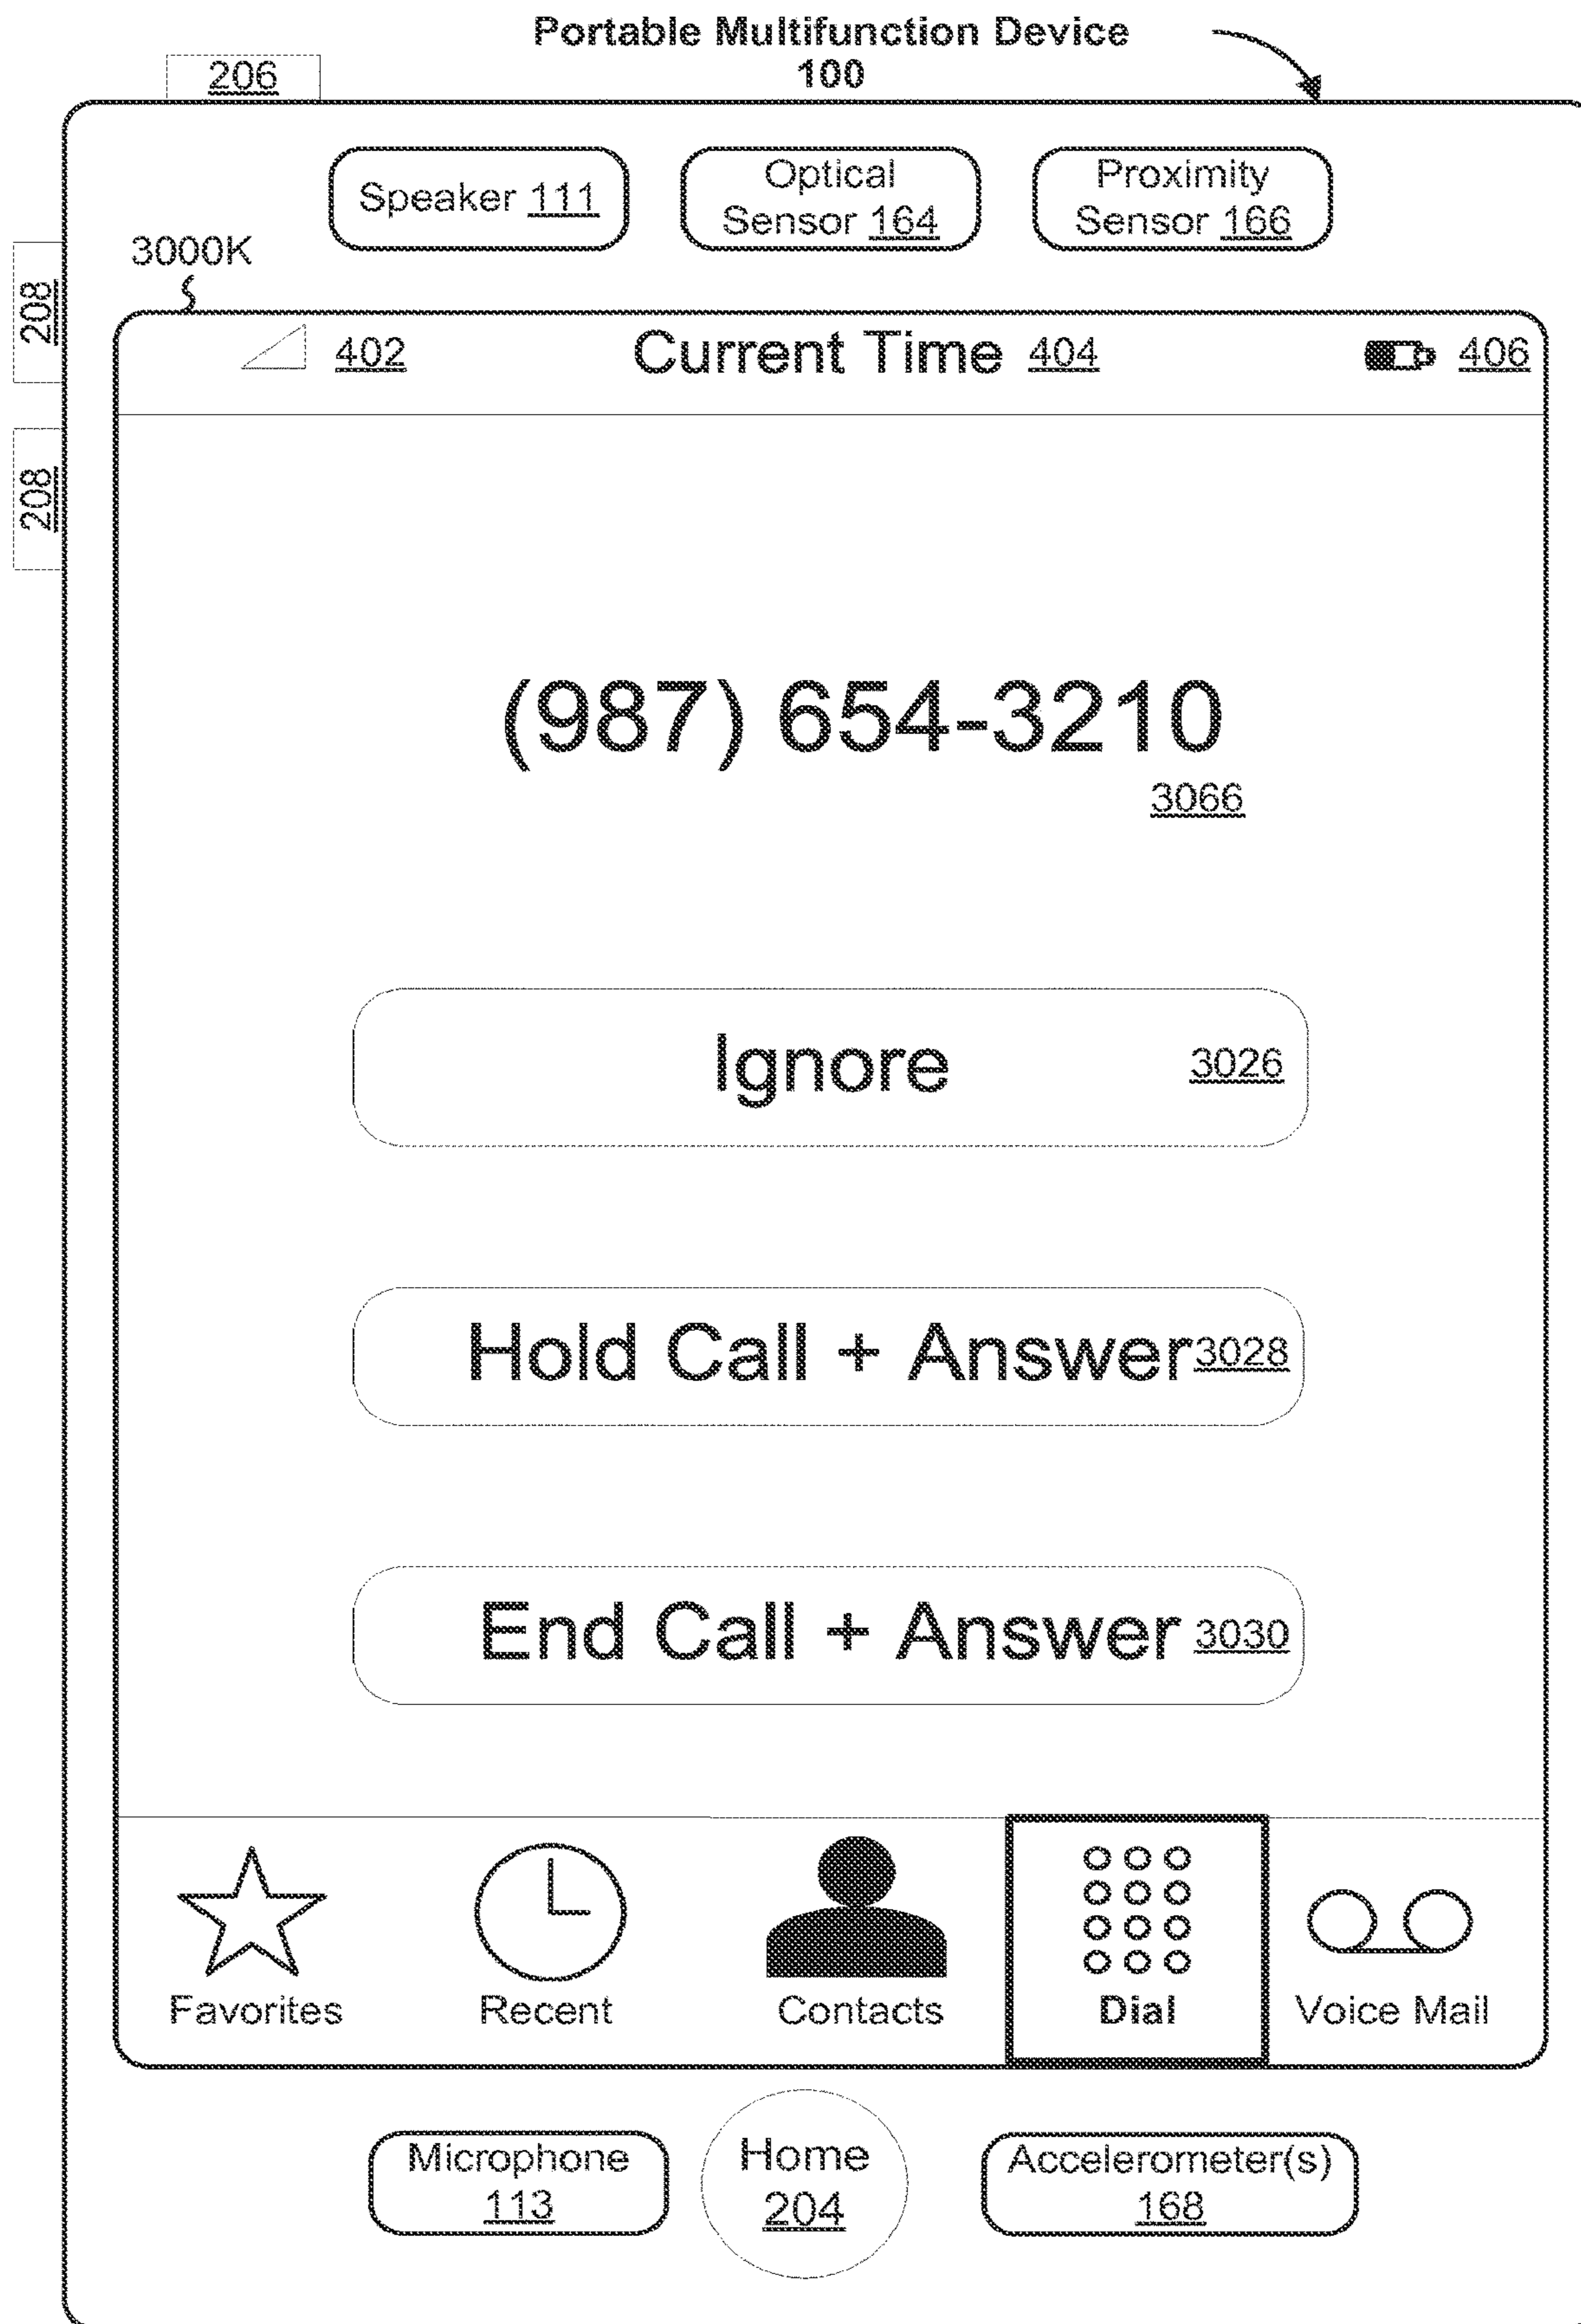 Portable Multifunction Device
100
206
Speaker 111
Optical
Sensor 164
Proximity
Sensor 166
3000K
208
402
Current Time 404
406
208
(987) 654-3210
3066
Ignore 3026
Hold Call + Answer 3028
End Call + Answer 3030
Favorites
Recent
Contacts
Dial
Voice Mail
Microphone
113
Home
204
Accelerometer(s)
168